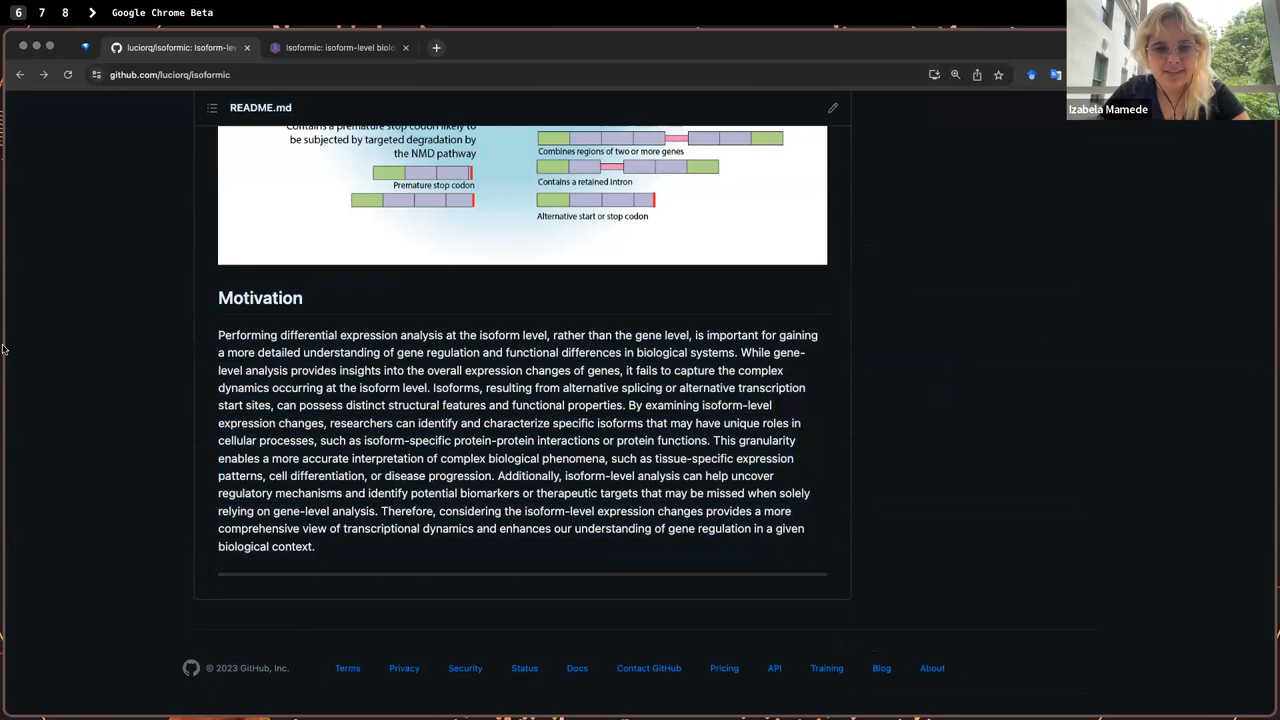 6 7 8 Google Chrome Beta
luciorq/isoformic: Isoform-lev
Isoformic: isoform-level biolo
github.com/luciorq/isoformic
Izabela Mamede
README.md
Contains a premature stop codon likely to
be subjected by targeted degradation by
the NMD pathway
Premature stop codon
Combines regions of two or more genes
Contains a retained intron
Alternative start or stop codon
Motivation
Performing differential expression analysis at the isoform level, rather than the gene level, is important for gaining
a more detailed understanding of gene regulation and functional differences in biological systems. While gene-
level analysis provides insights into the overall expression changes of genes, it fails to capture the complex
dynamics occurring at the isoform level. Isoforms, resulting from alternative splicing or alternative transcription
start sites, can possess distinct structural features and functional properties. By examining isoform-level
expression changes, researchers can identify and characterize specific isoforms that may have unique roles in
cellular processes, such as isoform-specific protein-protein interactions or protein functions. This granularity
enables a more accurate interpretation of complex biological phenomena, such as tissue-specific expression
patterns, cell differentiation, or disease progression. Additionally, isoform-level analysis can help uncover
regulatory mechanisms and identify potential biomarkers or therapeutic targets that may be missed when solely
relying on gene-level analysis. Therefore, considering the isoform-level expression changes provides a more
comprehensive view of transcriptional dynamics and enhances our understanding of gene regulation in a given
biological context.
© 2023 GitHub, Inc. Terms Privacy Security Status Docs Contact GitHub Pricing API Training Blog About